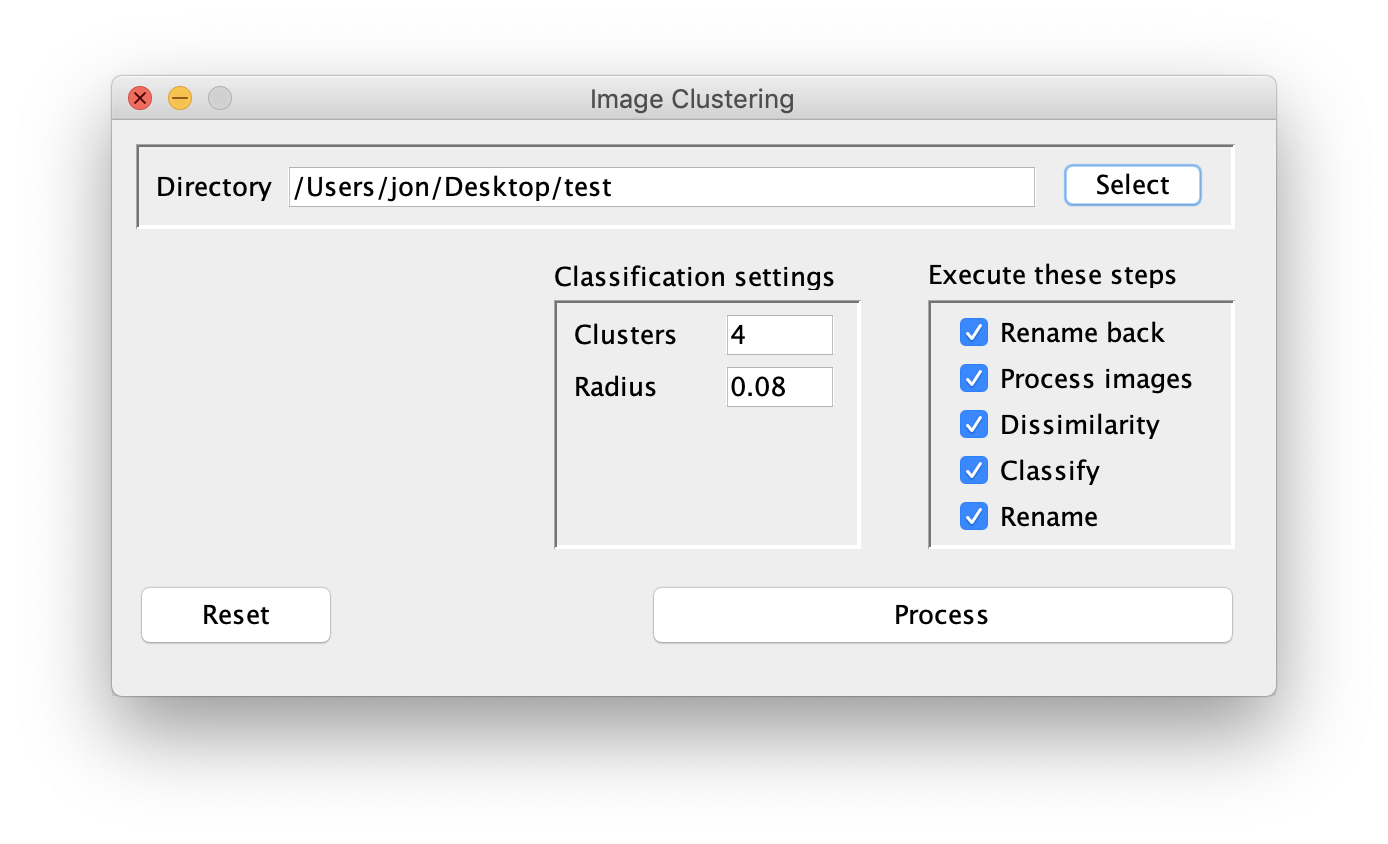 Image Clustering
Directory /Users/jon/Desktop/test Select
Classification settings
Clusters 4
Radius 0.08
Execute these steps
Rename back
Process images
Dissimilarity
Classify
Rename
Reset
Process